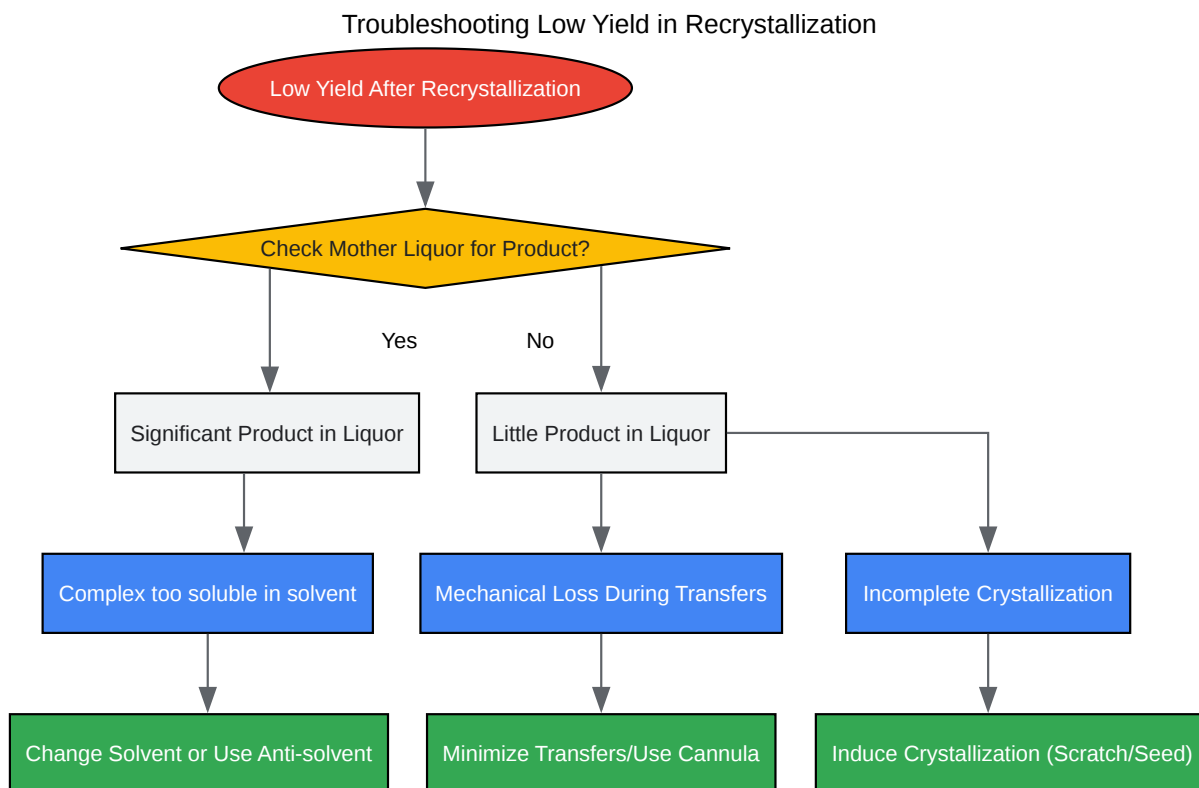 Troubleshooting Low Yield in Recrystallization
Low Yield After Recrystallization
Check Mother Liquor for Product?
Yes
No
Significant Product in Liquor
Little Product in Liquor
Complex too soluble in solvent
Mechanical Loss During Transfers
Incomplete Crystallization
Change Solvent or Use Anti-solvent
Minimize Transfers/Use Cannula
Induce Crystallization (Scratch/Seed)